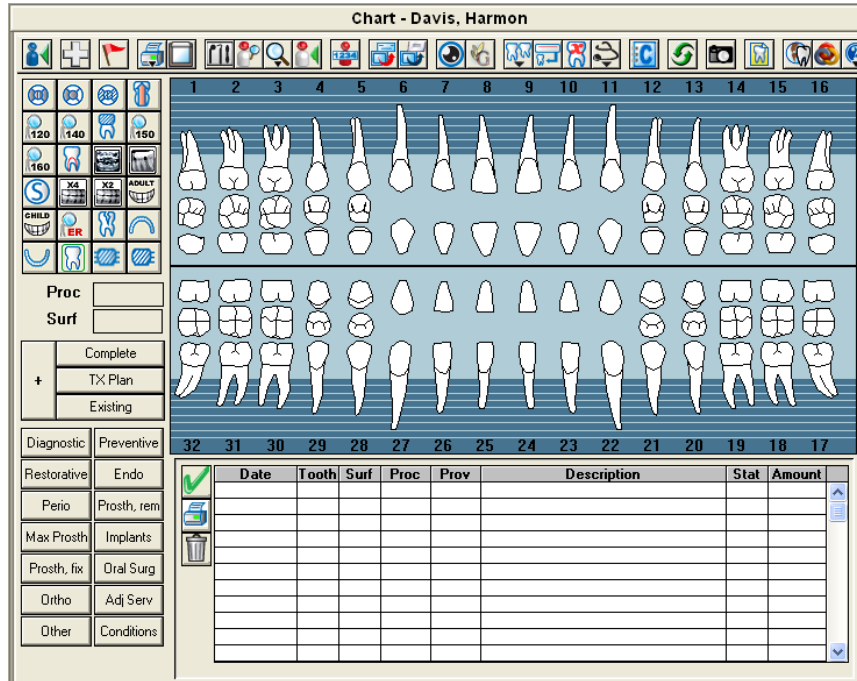 Chart - Davis, Harmon
1234
C
G
1 2 3 4 5 6 7 8 9 10 11 12 13 14 15 16
120 140 150
160
S X4 X2 ADULT
CHILD ER
Proc
Surf
Complete
+ TX Plan
Existing
32 31 30 29 28 27 26 25 24 23 22 21 20 19 18 17
Diagnostic Preventive
Restorative Endo
Perio Prosth, rem
Max Prosth Implants
Prosth, fix Oral Surg
Ortho Adj Serv
Other Conditions
Date Tooth Surf Proc Prov Description Stat Amount